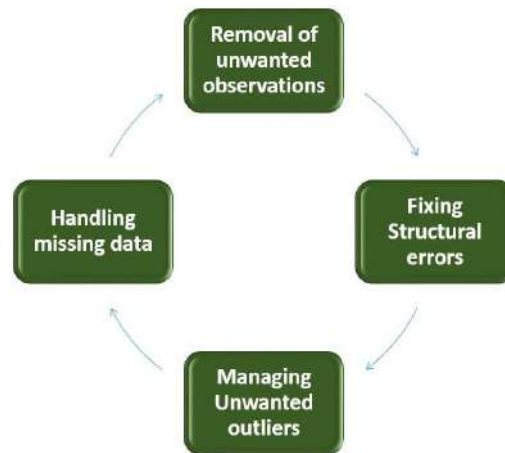 Removal of
unwanted
observations
Fixing
Structural
errors
Managing
Unwanted
outliers
Handling
missing data